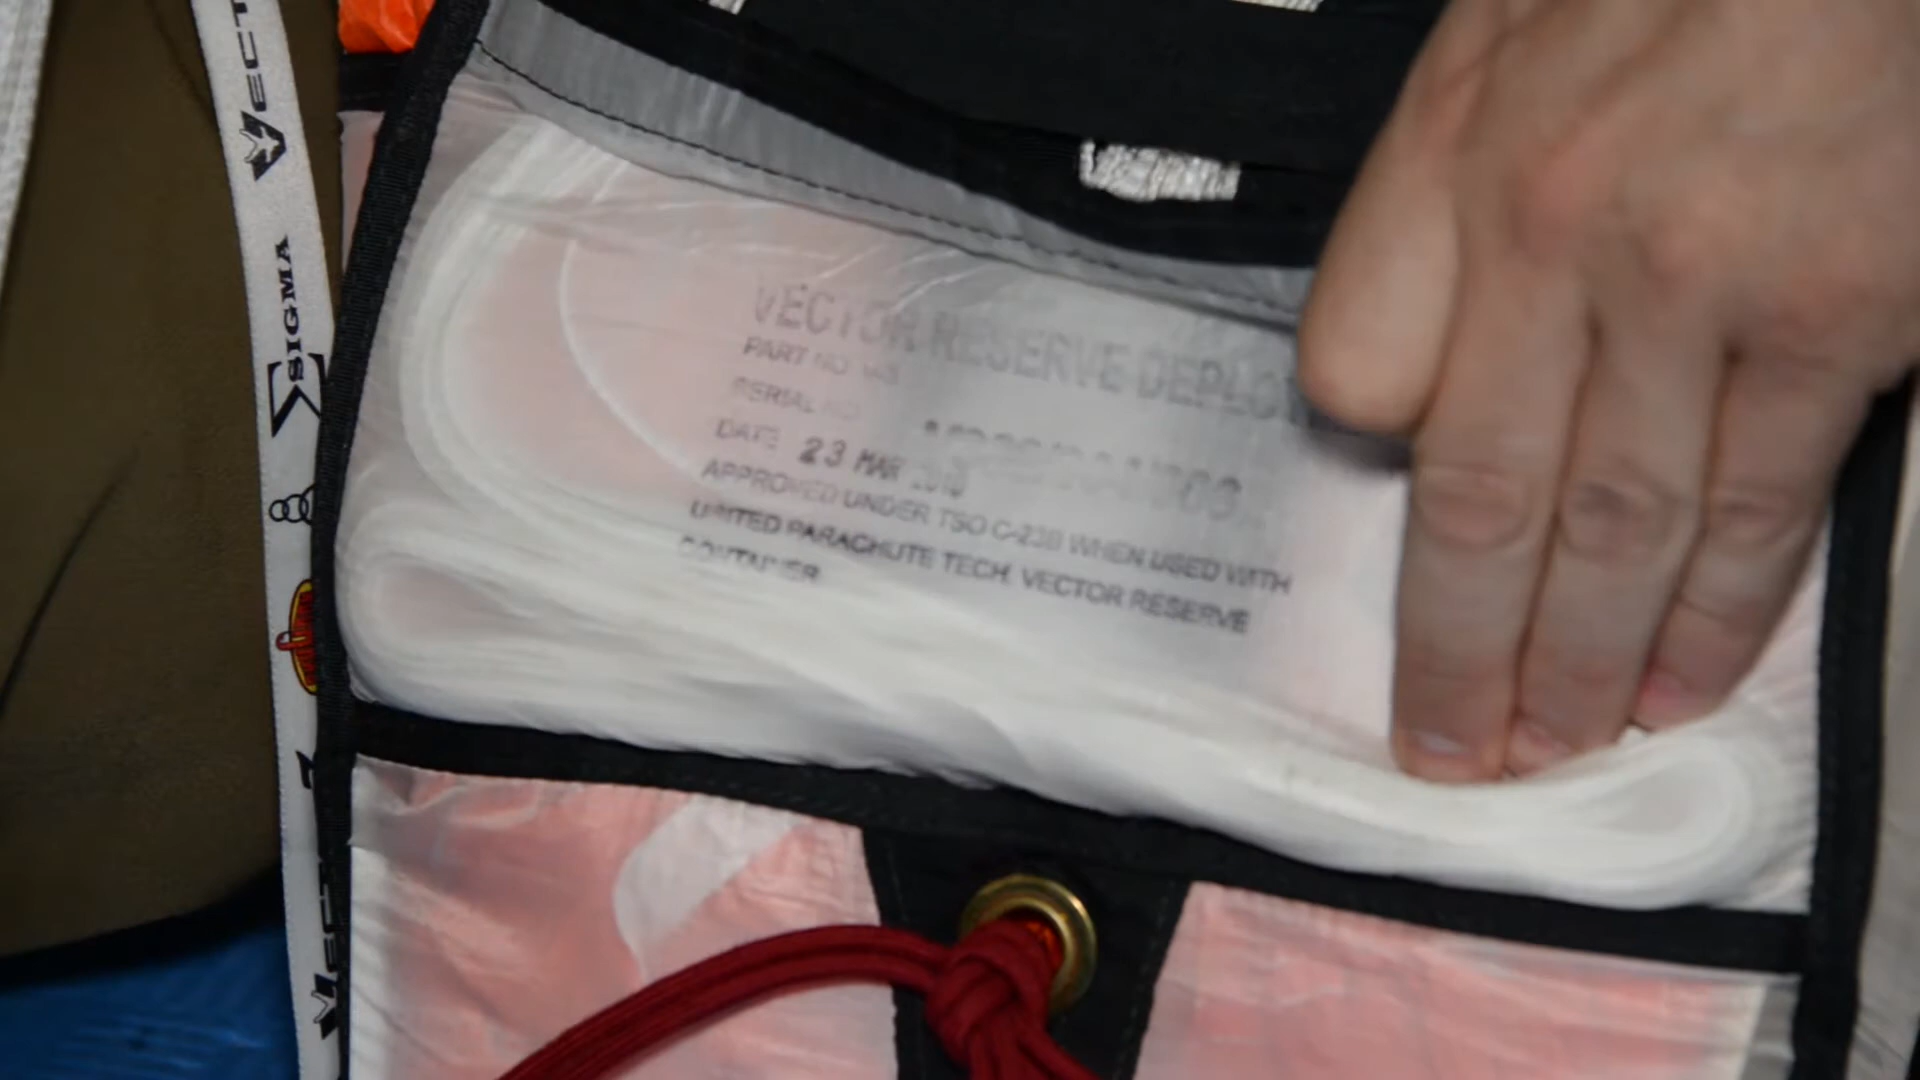 VECT
SIGMA
VECTOR RESERVE DEPLO
PART NO
SERIAL NO
DATE 23 MAR
APPROVED UNDER TSO C-23B WHEN USED WITH
UNITED PARACHUTE TECH. VECTOR RESERVE
CONTAINER